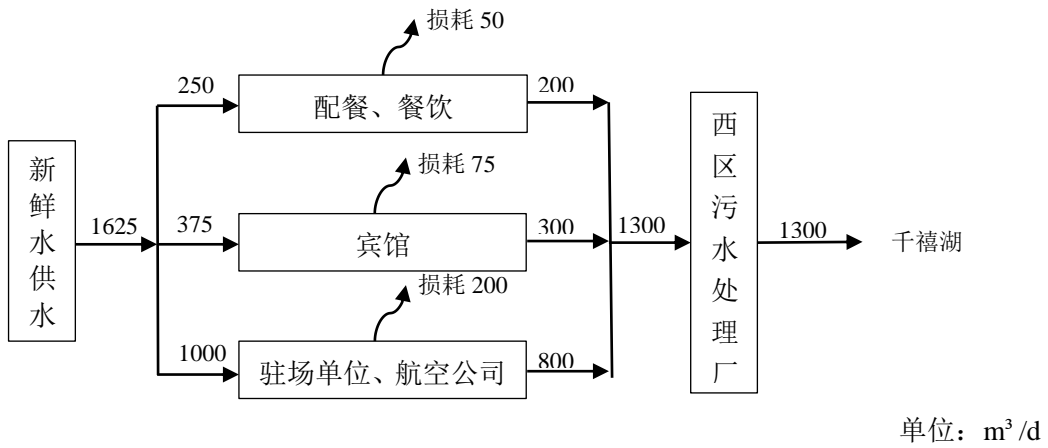 损耗 50
250
配餐、餐饮
200
损耗 75
新鲜水供水
1625
375
宾馆
300
1300
西区污水处理厂
1300
千禧湖
损耗 200
1000
驻场单位、航空公司
800
单位：m³/d